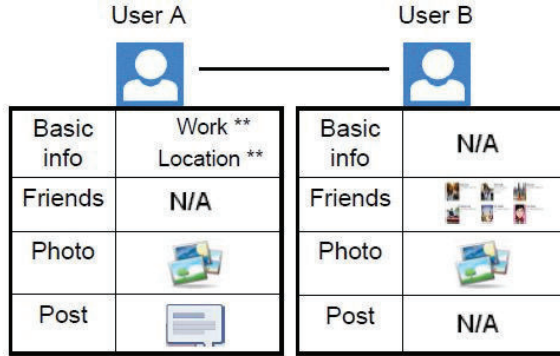 User A User B
Basic info Work ** Location ** Basic info N/A
Friends N/A Friends
Photo Photo
Post Post N/A